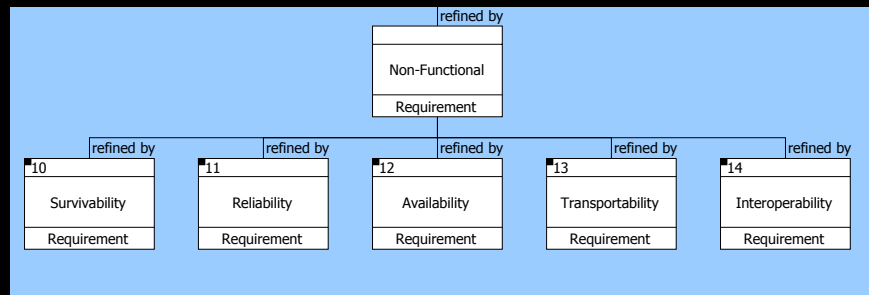 refined by
Non-Functional
Requirement
refined by refined by refined by refined by refined by
10 11 12 13 14
Survivability Reliability Availability Transportability Interoperability
Requirement Requirement Requirement Requirement Requirement